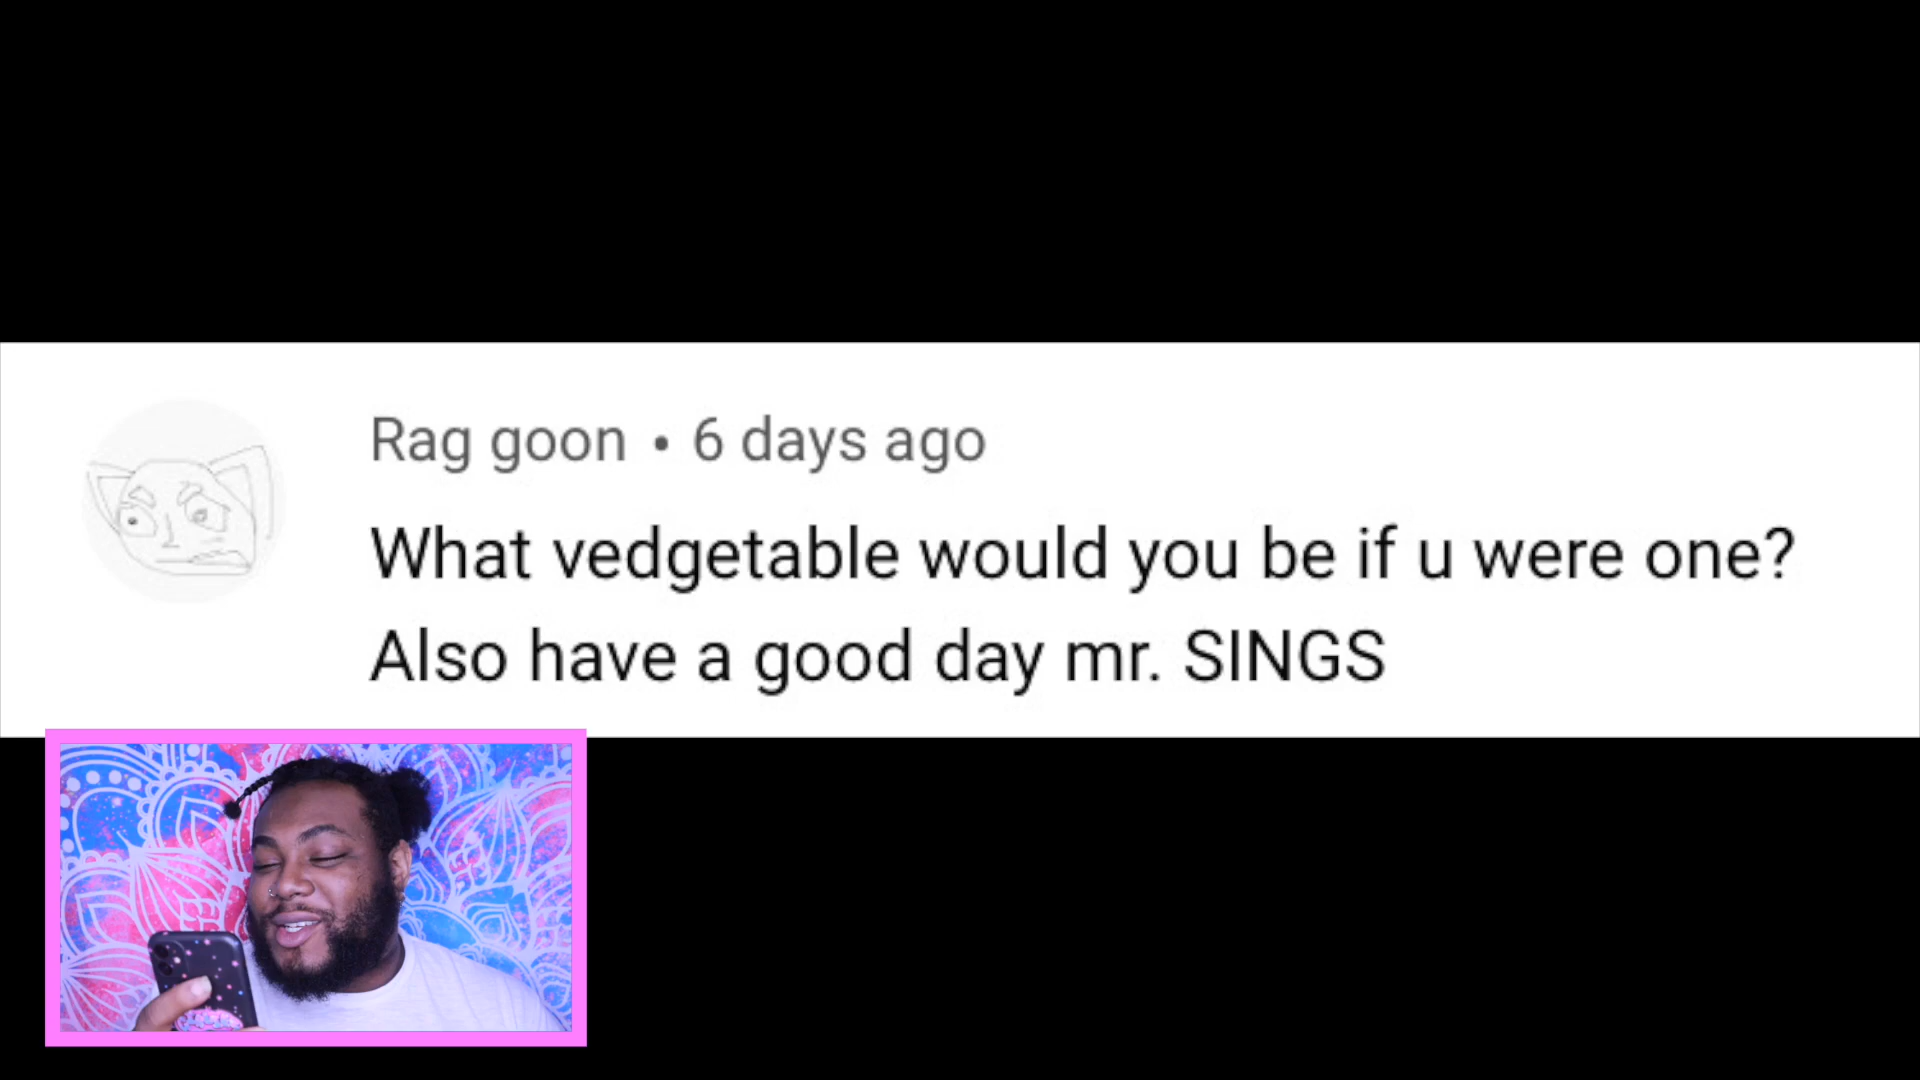 Rag goon • 6 days ago
What vedgetable would you be if u were one?
Also have a good day mr. SINGS